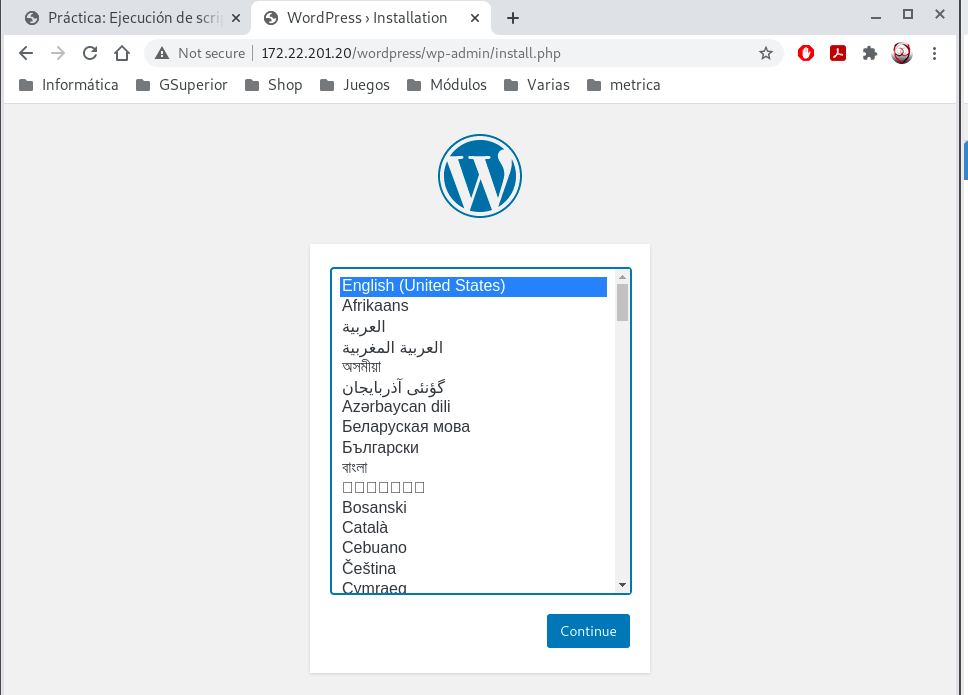 Práctica: Ejecución de scri
WordPress › Installation
Not secure
172.22.201.20/wordpress/wp-admin/install.php
Informática
GSuperior
Shop
Juegos
Módulos
Varias
metrica
English (United States)
Afrikaans
العربية
العربية المغربية
অসমীয়া
گؤنئی آذربایجان
Azərbaycan dili
Беларуская мова
Български
বাংলা
Bosanski
Català
Cebuano
Čeština
Cymraeg
Continue